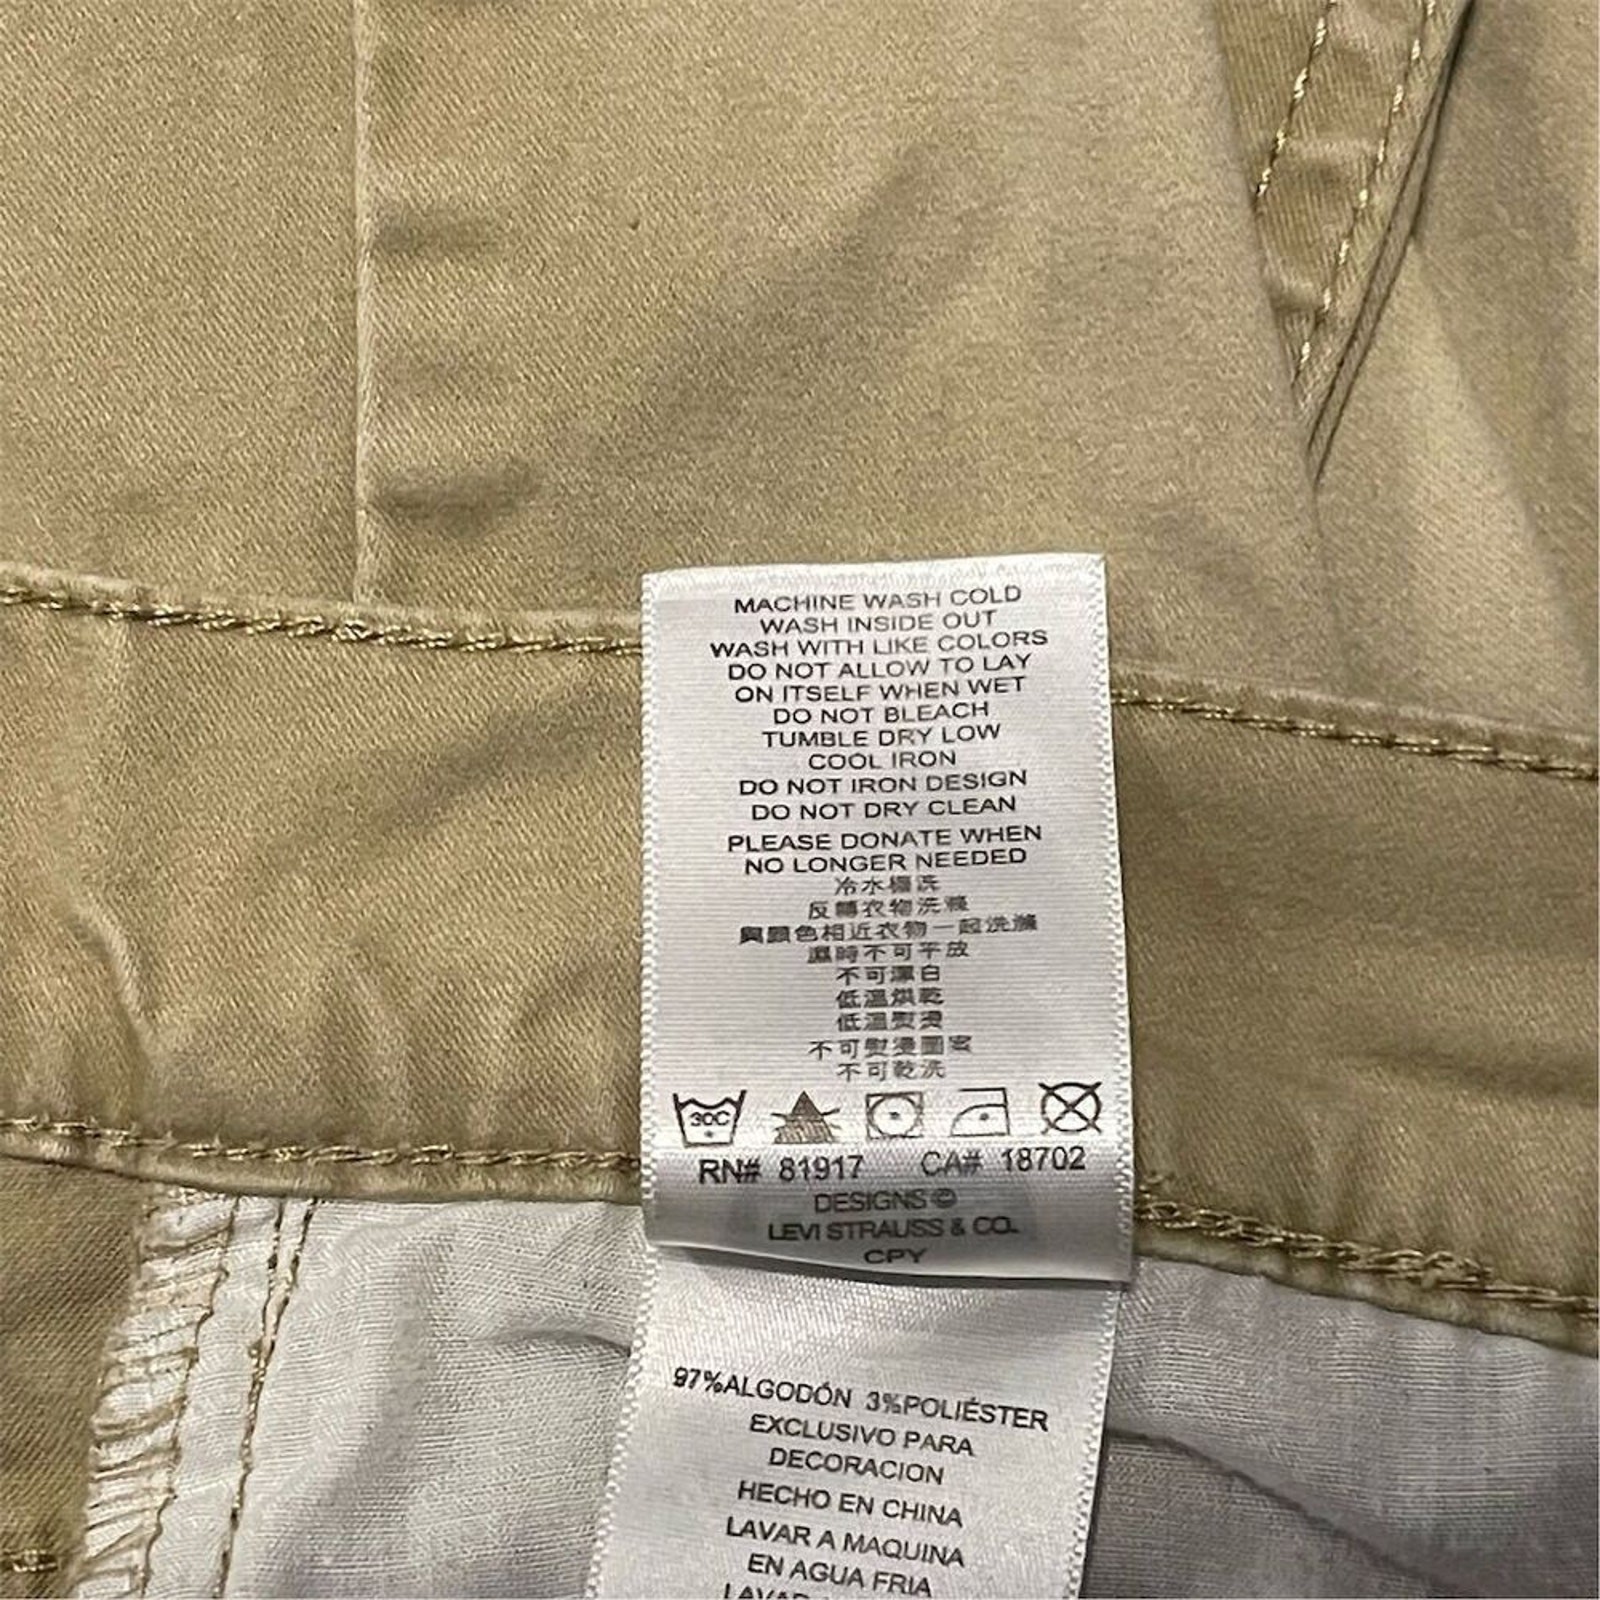 MACHINE WASH COLD
WASH INSIDE OUT
WASH WITH LIKE COLORS
DO NOT ALLOW TO LAY
ON ITSELF WHEN WET
DO NOT BLEACH
TUMBLE DRY LOW
COOL IRON
DO NOT IRON DESIGN
DO NOT DRY CLEAN
PLEASE DONATE WHEN
NO LONGER NEEDED
冷水機洗
反轉衣物洗滌
與顏色相近衣物一起洗滌
濕時不可平放
不可漂白
低溫烘乾
低溫熨燙
不可熨燙圖案
不可乾洗
30C
RN# 81917 CA# 18702
DESIGNS ©
LEVI STRAUSS & CO.
CPY
97%ALGODÓN 3%POLIÉSTER
EXCLUSIVO PARA
DECORACION
HECHO EN CHINA
LAVAR A MAQUINA
EN AGUA FRIA
LAVAR